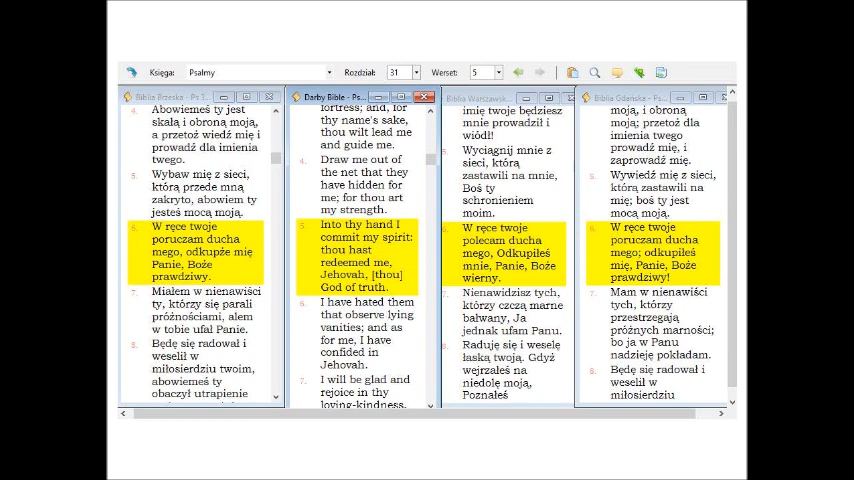 Księga: Psalmy Rozdział: 31 Werset: 5
Biblia Brzeska - Ps
4. Abowiemeś ty jest
skałą i obroną moją,
a przetoż wiedź mię i
prowadź dla imienia
twego.
5. Wybaw mię z sieci,
którą przede mną
zakryto, abowiem ty
jesteś mocą moją.
6. W ręce twoje
poruczam ducha
mego, odkupże mię
Panie, Boże
prawdziwy.
7. Miałem w nienawiści
ty, którzy się parali
próżnościami, alem
w tobie ufał Panie.
8. Będę się radował i
weselił w
miłosierdziu twoim,
abowiemeś ty
obaczył utrapienie
Darby Bible - Ps...
fortress; and, for
thy name's sake,
thou wilt lead me
and guide me.
4. Draw me out of
the net that they
have hidden for
me; for thou art
my strength.
5. Into thy hand I
commit my spirit:
thou hast
redeemed me,
Jehovah, [thou]
God of truth.
6. I have hated them
that observe lying
vanities; and as
for me, I have
confided in
Jehovah.
7. I will be glad and
rejoice in thy
loving-kindness,
Biblia Warszawsk...
imię twoje będziesz
mnie prowadził i
wiódł!
5. Wyciągnij mnie z
sieci, którą
zastawili na mnie,
Boś ty
schronieniem
moim.
6. W ręce twoje
polecam ducha
mego, Odkupiłeś
mnie, Panie, Boże
wierny.
7. Nienawidzisz tych,
którzy czczą marne
bałwany, Ja
jednak ufam Panu.
8. Raduję się i weselę
łaską twoją. Gdyż
wejrzałeś na
niedolę moją,
Poznałeś
Biblia Gdańska - Ps...
moją, i obroną
moją; przetoż dla
imienia twego
prowadź mię, i
zaprowadź mię.
5. Wywiedź mię z sieci,
którą zastawili na
mię; boś ty jest
mocą moją.
6. W ręce twoje
poruczam ducha
mego; odkupiłeś
mię, Panie, Boże
prawdziwy!
7. Mam w nienawiści
tych, którzy
przestrzegają
próżnych marności;
bo ja w Panu
nadzieję pokładam.
8. Będę się radował i
weselił w
miłosierdziu